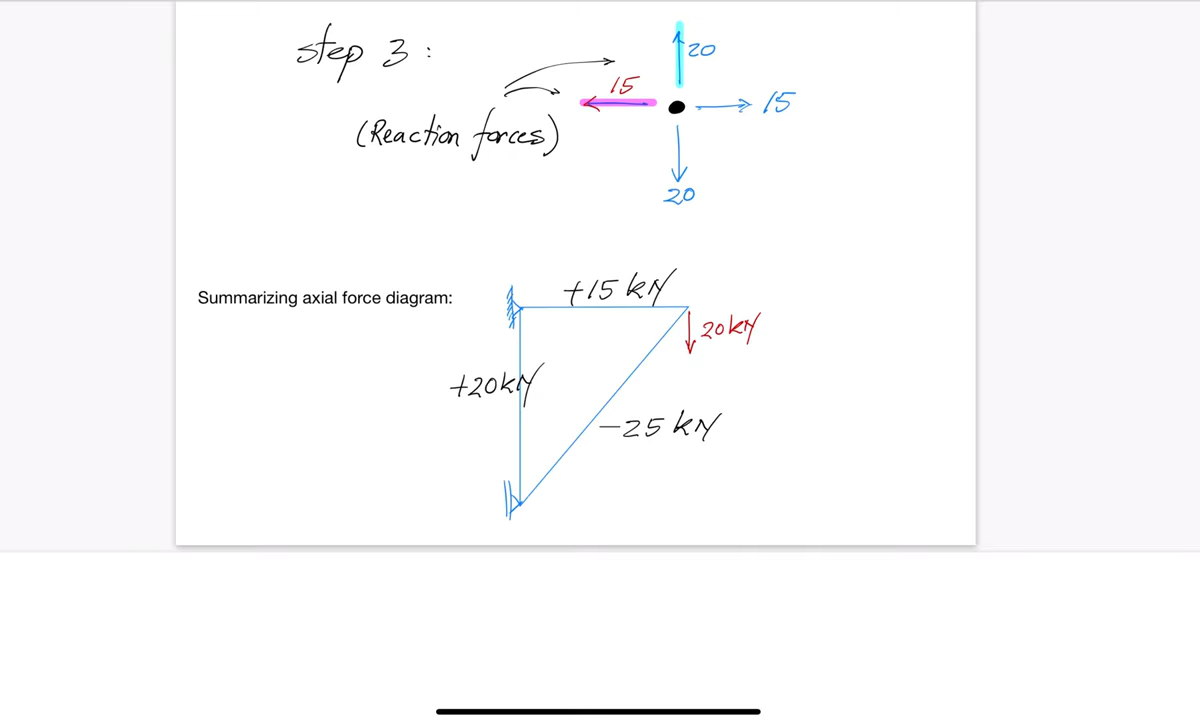 step 3 :
20
15
15
(Reaction forces)
20
Summarizing axial force diagram:
+15 kN
20 kN
+20 kN
-25 kN